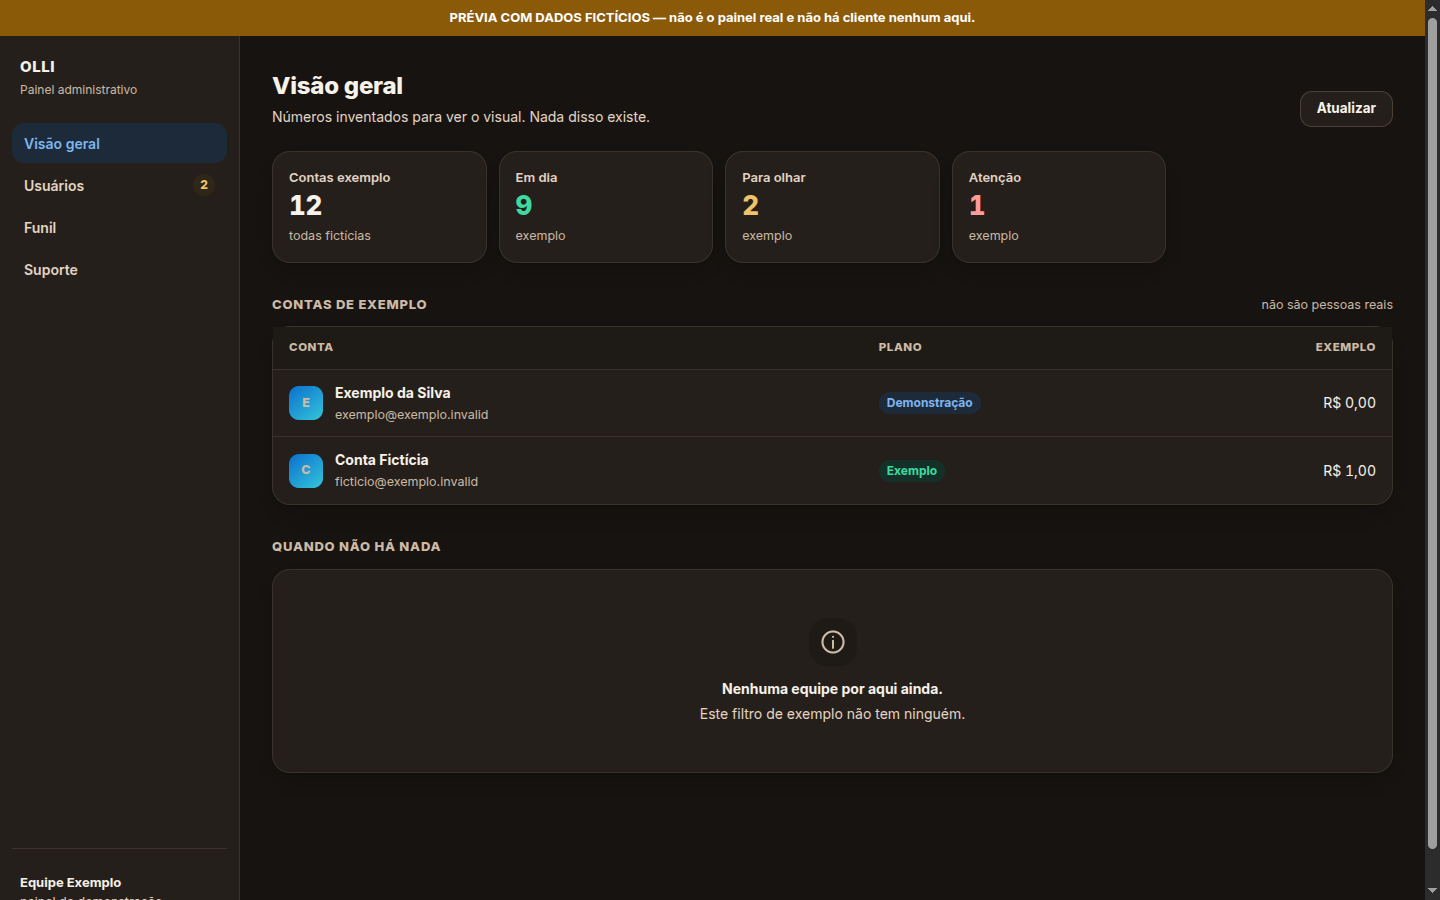 PRÉVIA COM DADOS FICTÍCIOS — não é o painel real e não há cliente nenhum aqui.
OLLI
Painel administrativo
Visão geral
Usuários 2
Funil
Suporte
Equipe Exemplo
painel de demonstração
Visão geral
Números inventados para ver o visual. Nada disso existe.
Atualizar
Contas exemplo
12
todas fictícias
Em dia
9
exemplo
Para olhar
2
exemplo
Atenção
1
exemplo
CONTAS DE EXEMPLO
não são pessoas reais
CONTA PLANO EXEMPLO
E
Exemplo da Silva
exemplo@exemplo.invalid
Demonstração
R$ 0,00
C
Conta Fictícia
ficticio@exemplo.invalid
Exemplo
R$ 1,00
QUANDO NÃO HÁ NADA
Nenhuma equipe por aqui ainda.
Este filtro de exemplo não tem ninguém.